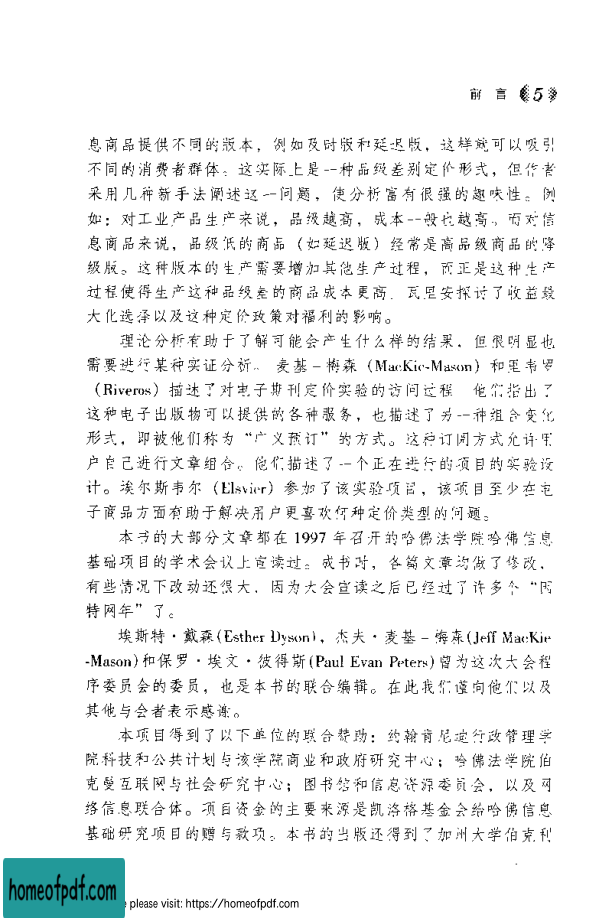 前 言 5
息商品提供不同的版本，例如及时版和延迟版，这样就可以吸引
不同的消费者群体。这实际上是一种品级差别定价形式，但作者
采用几种新手法阐述这一问题，使分析富有很强的趣味性。例
如：对工业产品生产来说，品级越高，成本一般也越高。而对信
息商品来说，品级低的商品（如延迟版）经常是高品级商品的降
级版。这种版本的生产需要增加其他生产过程，而正是这种生产
过程使得生产这种品级差的商品成本更高。瓦里安探讨了收益最
大化选择以及这种定价政策对福利的影响。
理论分析有助于了解可能会产生什么样的结果，但很明显也
需要进行某种实证分析。麦基－梅森（MacKie-Mason）和里韦罗
（Riveros）描述了对电子期刊定价实验的访问过程。他们指出了
这种电子出版物可以提供的各种服务，也描述了另一种组合变化
形式，即被他们称为“广义预订”的方式。这种订阅方式允许用
户自己进行文章组合。他们描述了一个正在进行的项目的实验设
计。埃尔斯韦尔（Elsvier）参加了该实验项目，该项目至少在电
子商品方面有助于解决用户更喜欢何种定价类型的问题。
本书的大部分文章都在 1997 年召开的哈佛法学院哈佛信息
基础项目的学术会议上宣读过。成书时，各篇文章均做了修改，
有些情况下改动还很大，因为大会宣读之后已经过了许多个“因
特网年”了。
埃斯特·戴森(Esther Dyson)，杰夫·麦基－梅森(Jeff MacKie
-Mason)和保罗·埃文·彼得斯(Paul Evan Peters)曾为这次大会程
序委员会的委员，也是本书的联合编辑。在此我们谨向他们以及
其他与会者表示感谢。
本项目得到了以下单位的联合赞助：约翰肯尼迪行政管理学
院科技和公共计划与该学院商业和政府研究中心；哈佛法学院伯
克曼互联网与社会研究中心；图书馆和信息资源委员会，以及网
络信息联合体。项目资金的主要来源是凯洛格基金会给哈佛信息
基础研究项目的赠与款项。本书的出版还得到了加州大学伯克利
homeofpdf.com
e please visit: https://homeofpdf.com